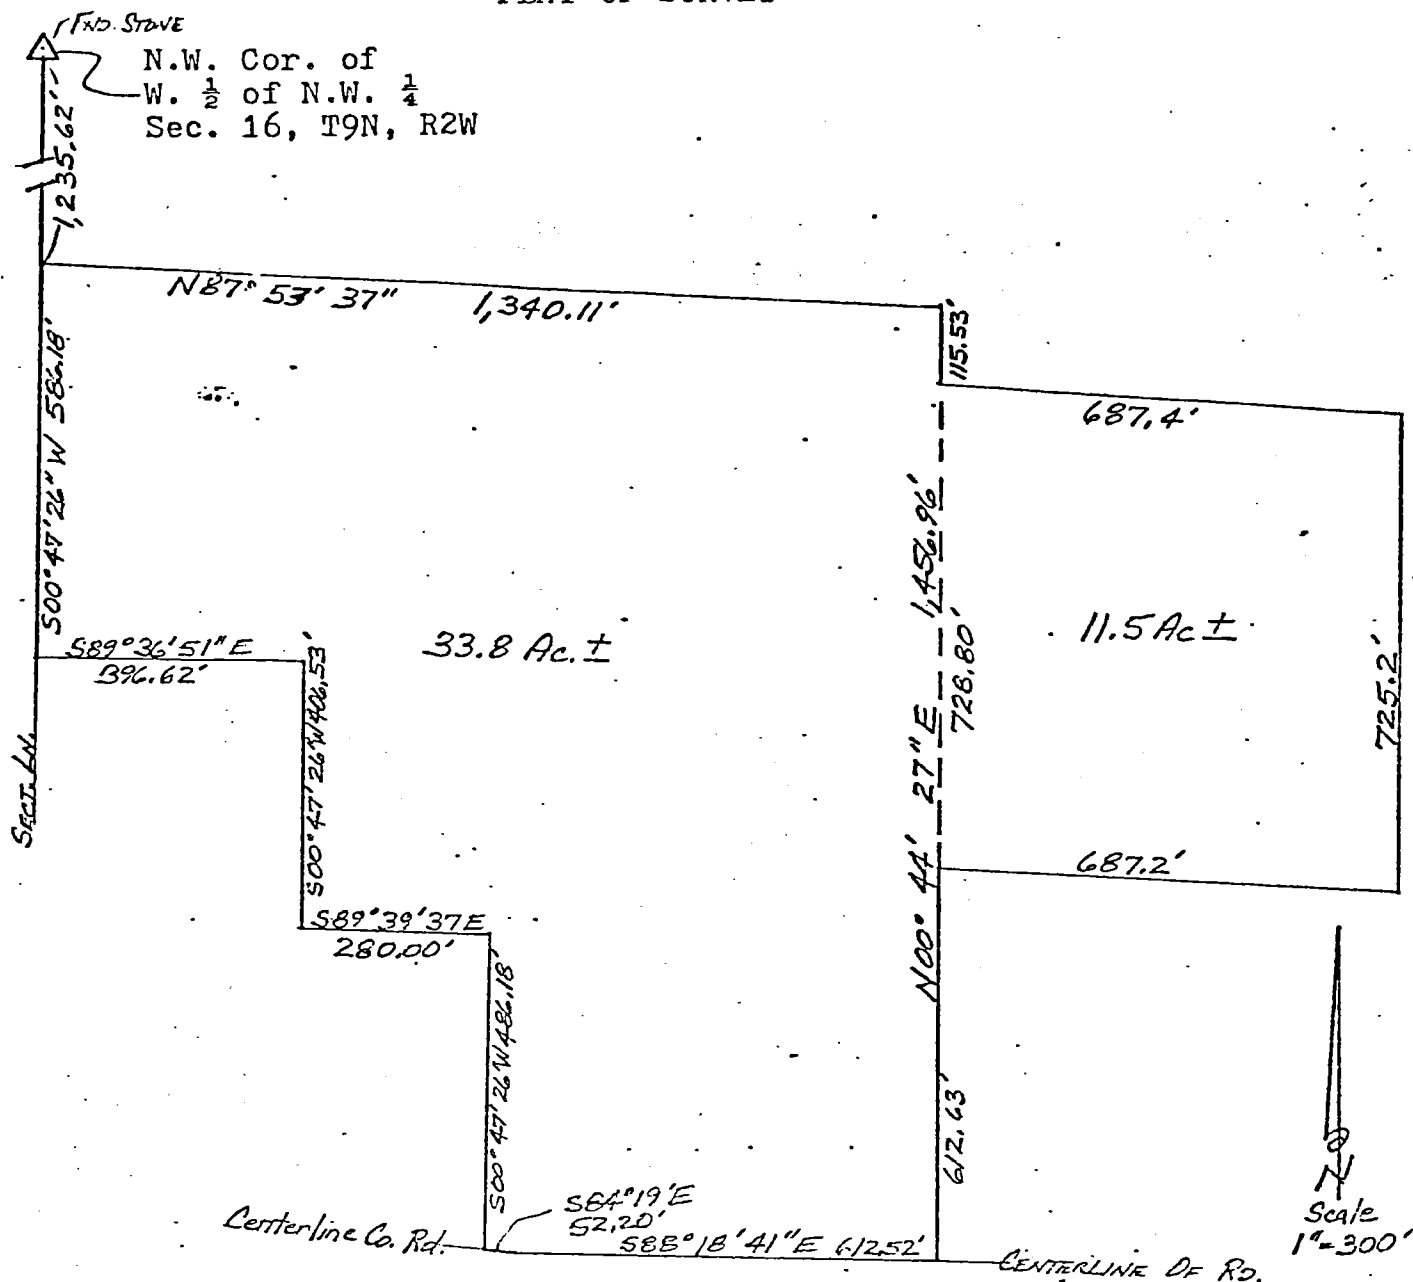 FND. STONE
N.W. Cor. of
W. ½ of N.W. ¼
Sec. 16, T9N, R2W
1,235.62'
N87° 53' 37" 1,340.11'
115.53'
687.4'
S00°47'26" W 586.18'
1,456.96'
S89°36'51" E
396.62'
33.8 Ac. ±
728.80'
11.5 Ac ±
725.2'
SECT. LN.
S00°47'26"W 406.53'
N00° 44' 27" E
687.2'
S89°39'37E
280.00'
S00°47'26W 486.18'
612.63'
S84°19'E
52.20'
Centerline Co. Rd.
S88°18'41"E 612.52'
CENTERLINE OF RD.
N
Scale
1"=300'